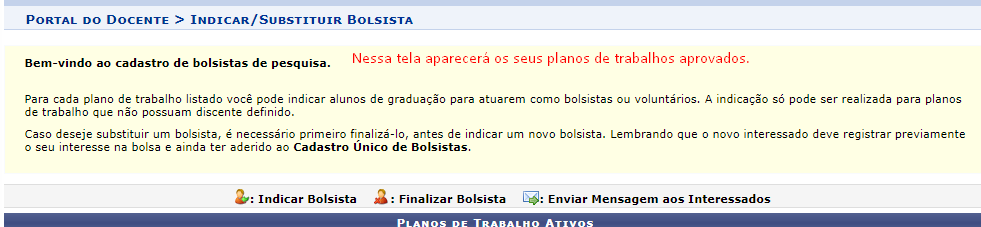 Portal do Docente > Indicar/Substituir Bolsista
Bem-vindo ao cadastro de bolsistas de pesquisa. Nessa tela aparecerá os seus planos de trabalhos aprovados.
Para cada plano de trabalho listado você pode indicar alunos de graduação para atuarem como bolsistas ou voluntários. A indicação só pode ser realizada para planos
de trabalho que não possuam discente definido.
Caso deseje substituir um bolsista, é necessário primeiro finalizá-lo, antes de indicar um novo bolsista. Lembrando que o novo interessado deve registrar previamente
o seu interesse na bolsa e ainda ter aderido ao Cadastro Único de Bolsistas.
: Indicar Bolsista : Finalizar Bolsista : Enviar Mensagem aos Interessados
Planos de Trabalho Ativos